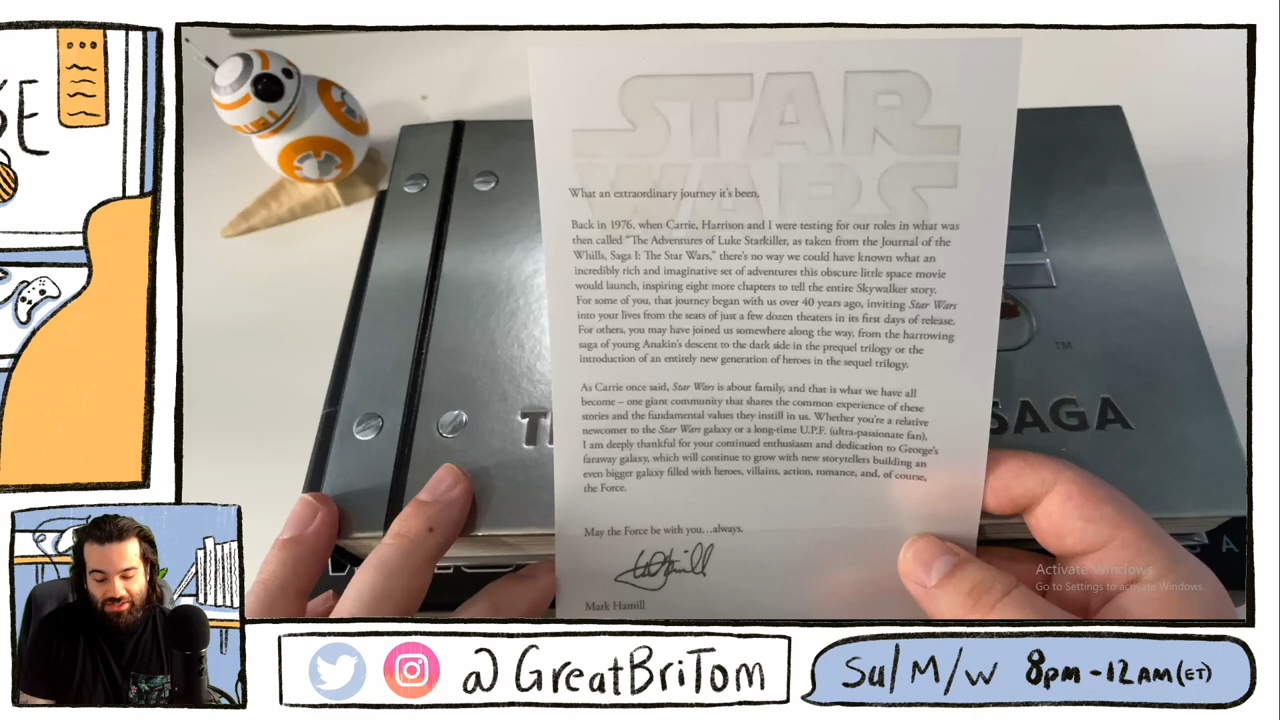 SE
STAR
WARS
What an extraordinary journey it's been.
Back in 1976, when Carrie, Harrison and I were testing for our roles in what was
then called "The Adventures of Luke Starkiller, as taken from the Journal of the
Whills, Saga I: The Star Wars," there's no way we could have known what an
incredibly rich and imaginative set of adventures this obscure little space movie
would launch, inspiring eight more chapters to tell the entire Skywalker story.
For some of you, that journey began with us over 40 years ago, inviting Star Wars
into your lives from the seats of just a few dozen theaters in its first days of release.
For others, you may have joined us somewhere along the way, from the harrowing
saga of young Anakin's descent to the dark side in the prequel trilogy or the
introduction of an entirely new generation of heroes in the sequel trilogy.
As Carrie once said, Star Wars is about family, and that is what we have all
become – one giant community that shares the common experience of these
stories and the fundamental values they instill in us. Whether you're a relative
newcomer to the Star Wars galaxy or a long-time U.P.F. (ultra-passionate fan),
I am deeply thankful for your continued enthusiasm and dedication to George's
faraway galaxy, which will continue to grow with new storytellers building an
even bigger galaxy filled with heroes, villains, action, romance, and, of course,
the Force.
May the Force be with you...always.
Mark Hamill
TM
SAGA
Activate Windows
Go to Settings to activate Windows.
@GreatBriTom
Su/M/W 8pm-12AM(ET)